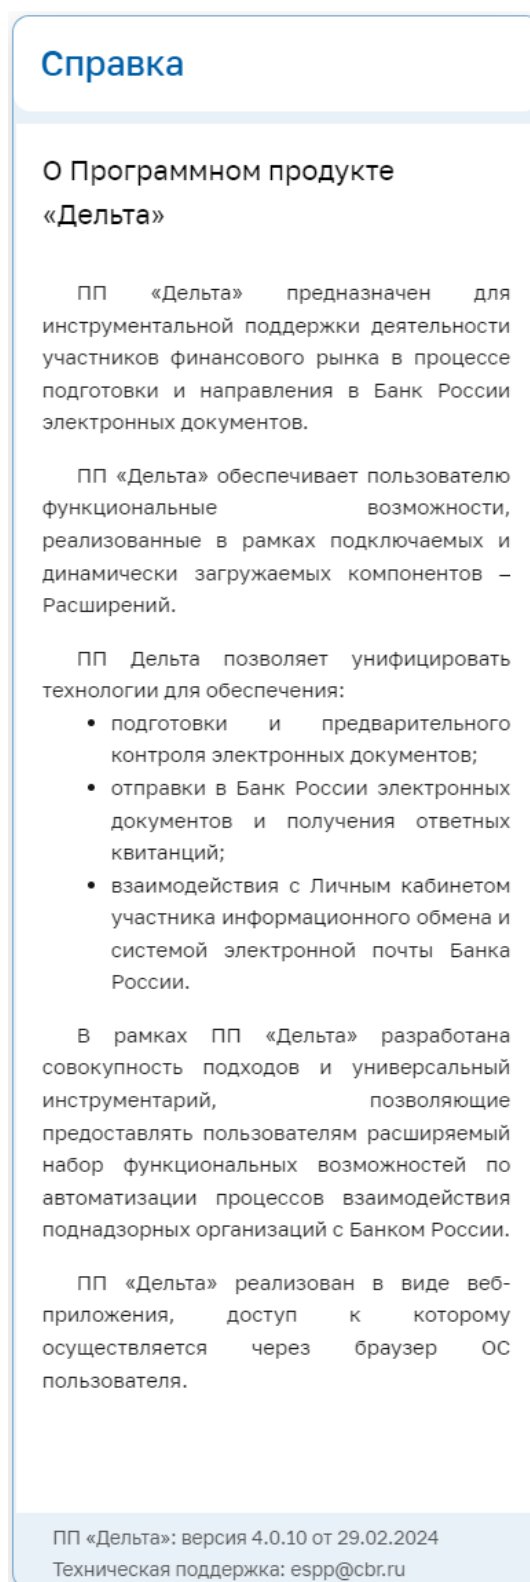 Справка
О Программном продукте
«Дельта»
ПП «Дельта» предназначен для
инструментальной поддержки деятельности
участников финансового рынка в процессе
подготовки и направления в Банк России
электронных документов.
ПП «Дельта» обеспечивает пользователю
функциональные возможности,
реализованные в рамках подключаемых и
динамически загружаемых компонентов –
Расширений.
ПП Дельта позволяет унифицировать
технологии для обеспечения:
• подготовки и предварительного
контроля электронных документов;
• отправки в Банк России электронных
документов и получения ответных
квитанций;
• взаимодействия с Личным кабинетом
участника информационного обмена и
системой электронной почты Банка
России.
В рамках ПП «Дельта» разработана
совокупность подходов и универсальный
инструментарий, позволяющие
предоставлять пользователям расширяемый
набор функциональных возможностей по
автоматизации процессов взаимодействия
поднадзорных организаций с Банком России.
ПП «Дельта» реализован в виде веб-
приложения, доступ к которому
осуществляется через браузер ОС
пользователя.
ПП «Дельта»: версия 4.0.10 от 29.02.2024
Техническая поддержка: espp@cbr.ru